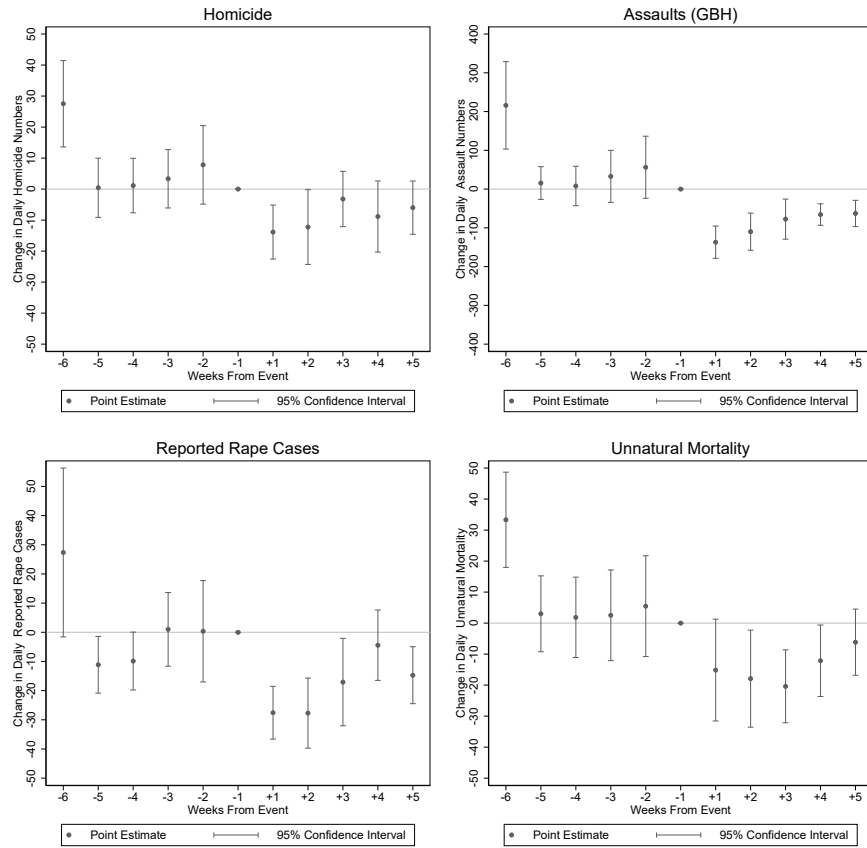 Homicide
Change in Daily Homicide Numbers
50
40
30
20
10
0
-10
-20
-30
-40
-50
-6 -5 -4 -3 -2 -1 +1 +2 +3 +4 +5
Weeks From Event
Point Estimate 95% Confidence Interval
Assaults (GBH)
Change in Daily Assault Numbers
400
300
200
100
0
-100
-200
-300
-400
-6 -5 -4 -3 -2 -1 +1 +2 +3 +4 +5
Weeks From Event
Point Estimate 95% Confidence Interval
Reported Rape Cases
Change in Daily Reported Rape Cases
50
40
30
20
10
0
-10
-20
-30
-40
-50
-6 -5 -4 -3 -2 -1 +1 +2 +3 +4 +5
Weeks From Event
Point Estimate 95% Confidence Interval
Unnatural Mortality
Change in Daily Unnatural Mortality
50
40
30
20
10
0
-10
-20
-30
-40
-50
-6 -5 -4 -3 -2 -1 +1 +2 +3 +4 +5
Weeks From Event
Point Estimate 95% Confidence Interval